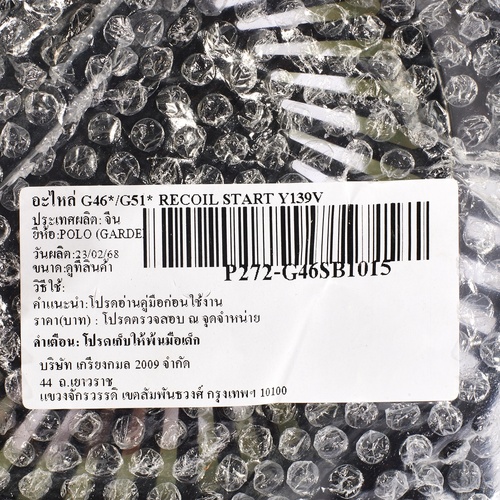 อะไหล่ G46*/G51* RECOIL START Y139V
ประเทศผลิต: จีน
ยี่ห้อ:POLO (GARDE
วันผลิต:23/02/68
ขนาด:ดูที่สินค้า
P272-G46SB1015
วิธีใช้:
คำแนะนำ:โปรดอ่านคู่มือก่อนใช้งาน
ราคา(บาท) : โปรดตรวจสอบ ณ จุดจำหน่าย
คำเตือน: โปรดเก็บให้พ้นมือเด็ก
บริษัท เกรียงกมล 2009 จำกัด
44 ถ.เยาวราช
แขวงจักรวรรดิ เขตสัมพันธวงศ์ กรุงเทพฯ 10100